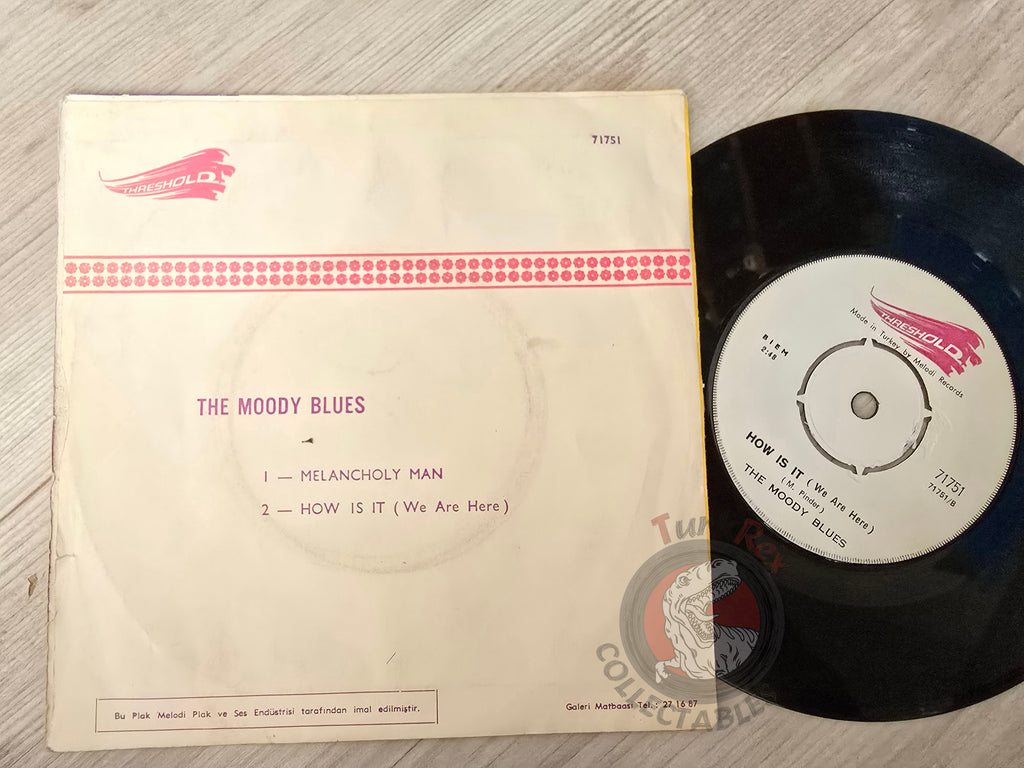 71751
THRESHOLD
THE MOODY BLUES
1 — MELANCHOLY MAN
2 — HOW IS IT (We Are Here)
Bu Plak Melodi Plak ve Ses Endüstrisi tarafından imal edilmiştir.
Galeri Matbaası Tel.: 27 16 87
THRESHOLD
Made in Turkey by Melodi Records
BIEM
2:48
HOW IS IT (We Are Here)
(M. Pinder)
THE MOODY BLUES
71751
71751/B
Turk Rex
COLLECTABLES